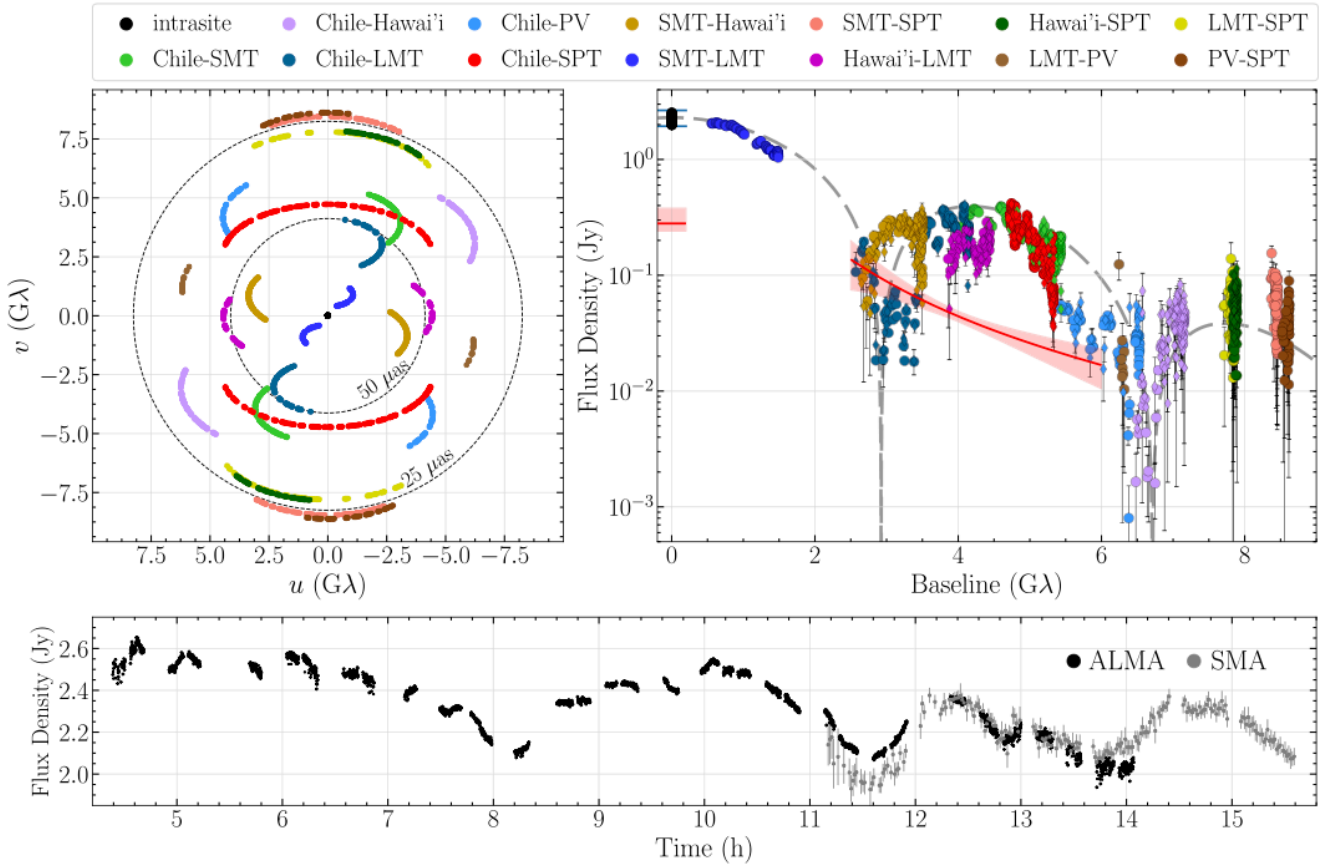 intrasite Chile-Hawai'i Chile-PV SMT-Hawai'i SMT-SPT Hawai'i-SPT LMT-SPT
Chile-SMT Chile-LMT Chile-SPT SMT-LMT Hawai'i-LMT LMT-PV PV-SPT
7.5
5.0
2.5
0.0
−2.5
−5.0
−7.5
v (Gλ)
50 μas
25 μas
7.5 5.0 2.5 0.0 −2.5 −5.0 −7.5
u (Gλ)
10⁰
10⁻¹
10⁻²
10⁻³
Flux Density (Jy)
0 2 4 6 8
Baseline (Gλ)
2.6
2.4
2.2
2.0
Flux Density (Jy)
ALMA SMA
5 6 7 8 9 10 11 12 13 14 15
Time (h)